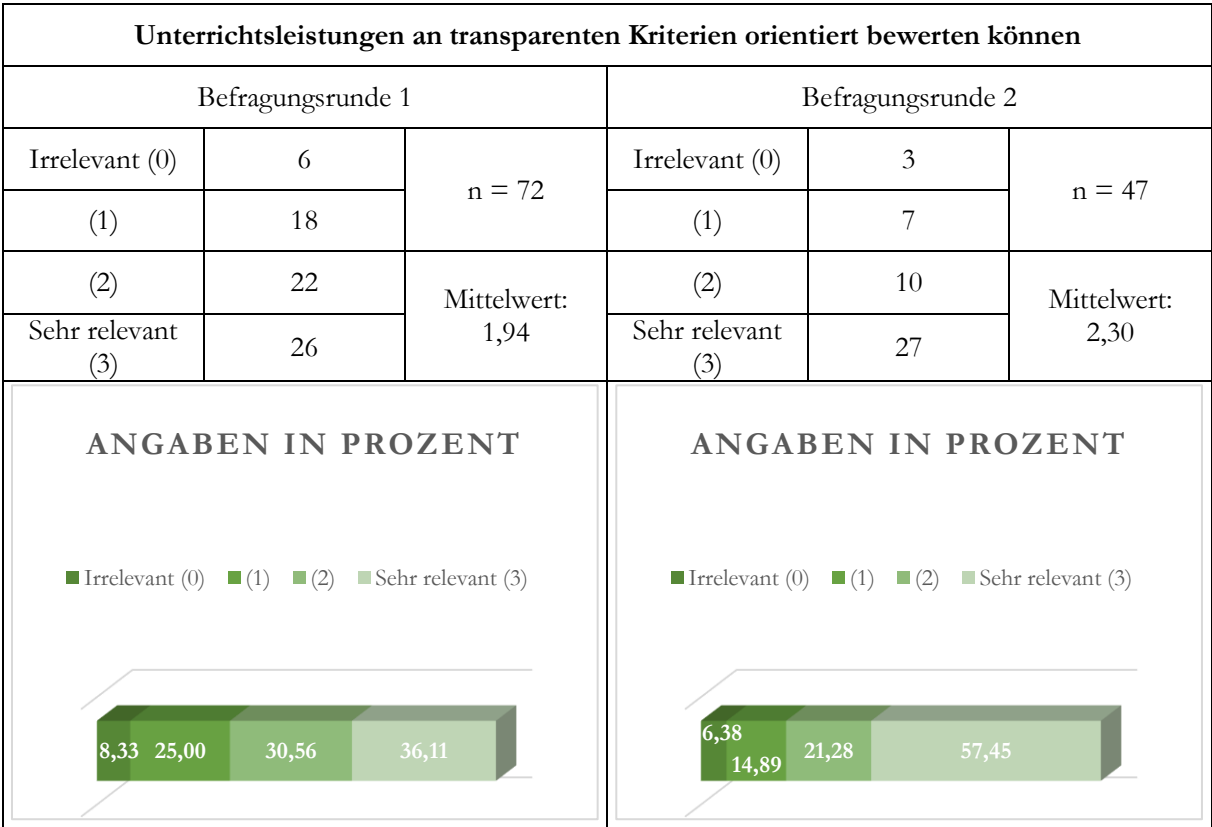 Unterrichtsleistungen an transparenten Kriterien orientiert bewerten können
Befragungsrunde 1
Befragungsrunde 2
Irrelevant (0)
6
n = 72
Irrelevant (0)
3
n = 47
(1)
18
(1)
7
(2)
22
Mittelwert:
1,94
(2)
10
Mittelwert:
2,30
Sehr relevant
(3)
26
Sehr relevant
(3)
27
ANGABEN IN PROZENT
Irrelevant (0) (1) (2) Sehr relevant (3)
8,33 25,00 30,56 36,11
ANGABEN IN PROZENT
Irrelevant (0) (1) (2) Sehr relevant (3)
6,38 14,89 21,28 57,45